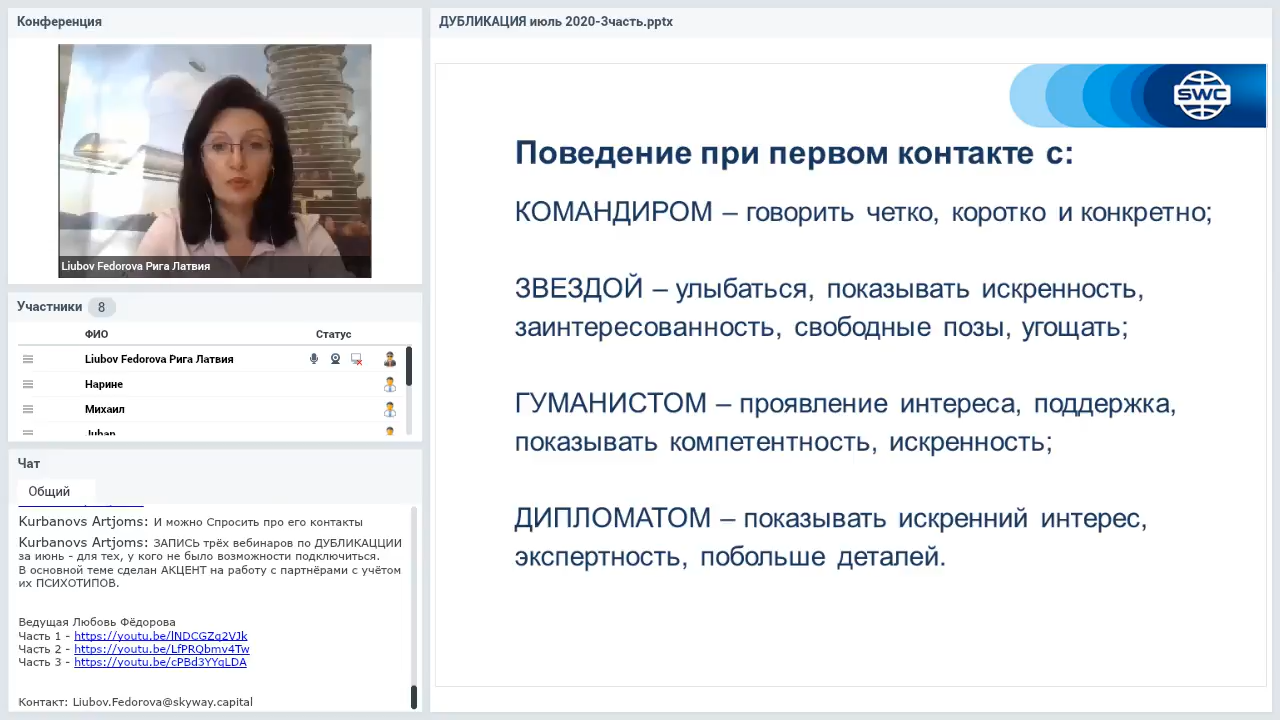 Конференция
Liubov Fedorova Рига Латвия
Участники 8
ФИО Статус
Liubov Fedorova Рига Латвия
Нарине
Михаил
Чат
Общий
Kurbanovs Artjoms: И можно Спросить про его контакты
Kurbanovs Artjoms: ЗАПИСЬ трёх вебинаров по ДУБЛИКАЦЦИИ
за июнь - для тех, у кого не было возможности подключиться.
В основной теме сделан АКЦЕНТ на работу с партнёрами с учётом
их ПСИХОТИПОВ.
Ведущая Любовь Фёдорова
Часть 1 - https://youtu.be/lNDCGZq2VJk
Часть 2 - https://youtu.be/LfPRQbmv4Tw
Часть 3 - https://youtu.be/cPBd3YYqLDA
Контакт: Liubov.Fedorova@skyway.capital
ДУБЛИКАЦИЯ июль 2020-3часть.pptx
SWC
Поведение при первом контакте с:
КОМАНДИРОМ – говорить четко, коротко и конкретно;
ЗВЕЗДОЙ – улыбаться, показывать искренность,
заинтересованность, свободные позы, угощать;
ГУМАНИСТОМ – проявление интереса, поддержка,
показывать компетентность, искренность;
ДИПЛОМАТОМ – показывать искренний интерес,
экспертность, побольше деталей.